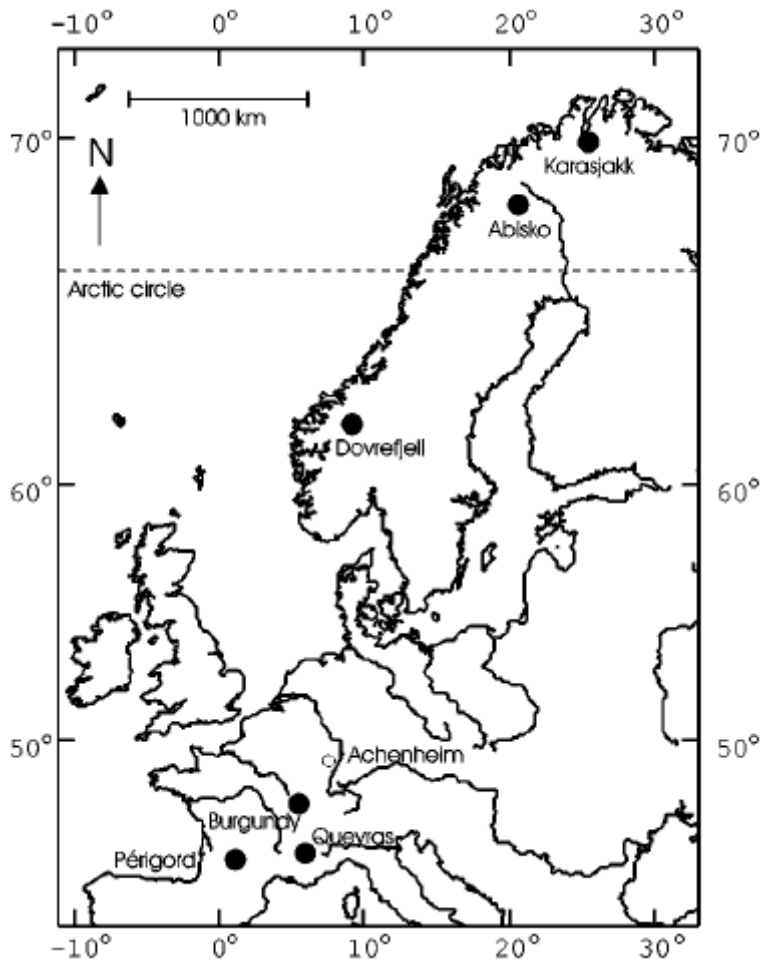 -10° 0° 10° 20° 30°
1000 km
70° 70°
N
Karasjakk
Abisko
Arctic circle
Dovrefjell
60° 60°
50° 50°
Achenheim
Burgundy
Queyras
Périgord
-10° 0° 10° 20° 30°